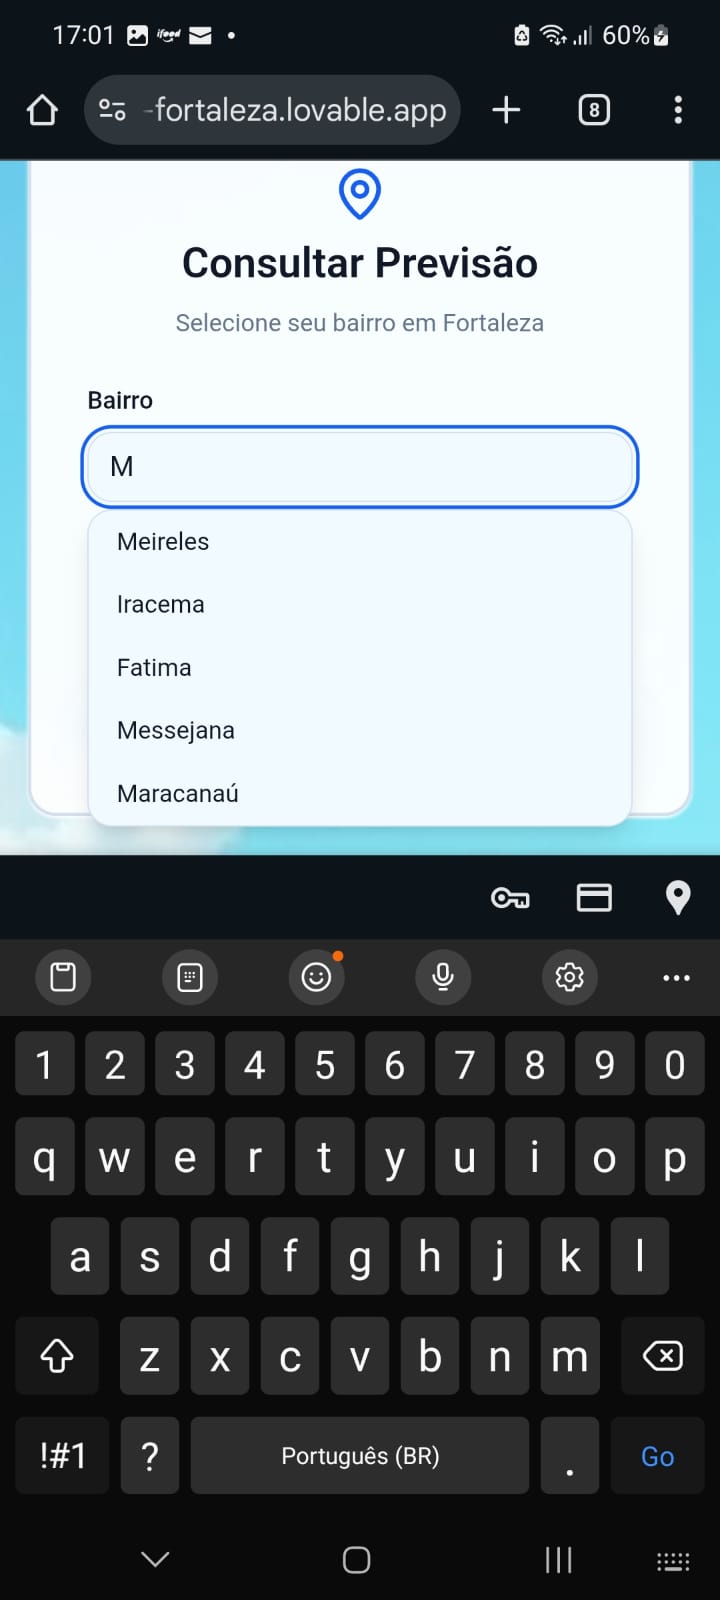 17:01 ifood 60%
-fortaleza.lovable.app 8
Consultar Previsão
Selecione seu bairro em Fortaleza
Bairro
M
Meireles
Iracema
Fatima
Messejana
Maracanaú
1 2 3 4 5 6 7 8 9 0
q w e r t y u i o p
a s d f g h j k l
z x c v b n m
!#1 ? Português (BR) . Go